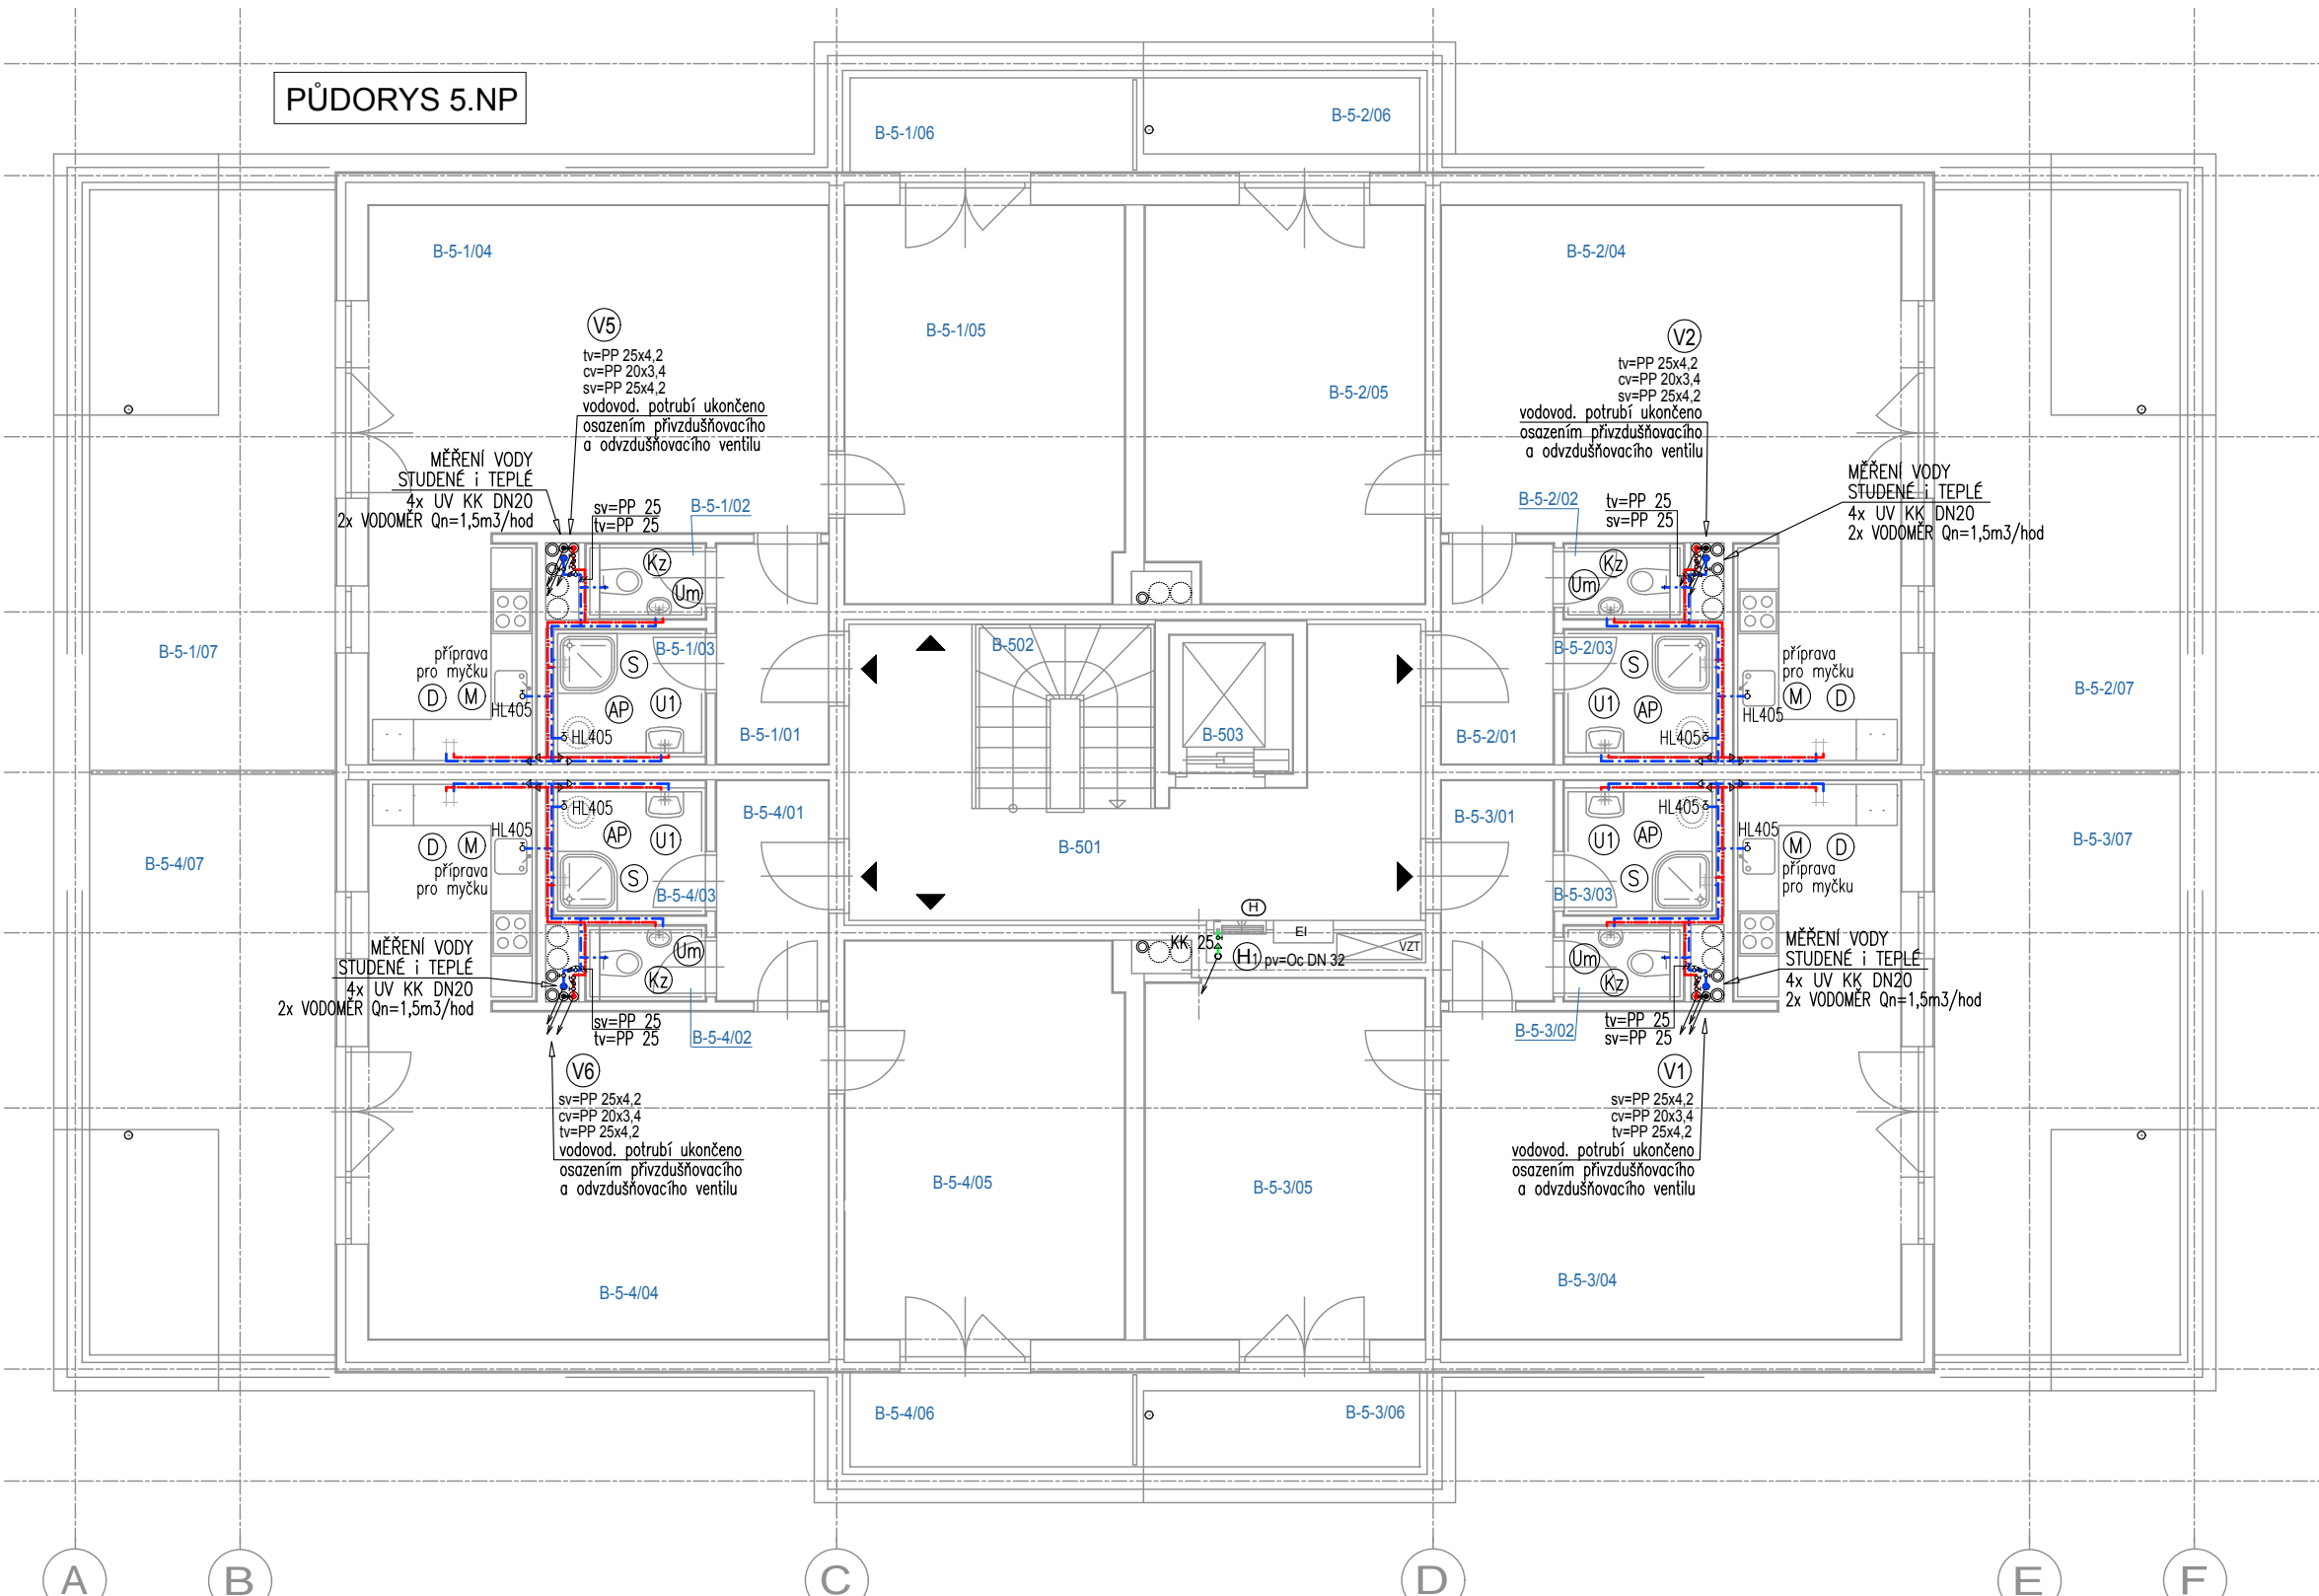 PŮDORYS 5.NP
B-5-1/06
B-5-2/06
B-5-1/04
B-5-2/04
V5
tv=PP 25x4,2
cv=PP 20x3,4
sv=PP 25x4,2
vodovod. potrubí ukončeno
osazením přivzdušňovacího
a odvzdušňovacího ventilu
B-5-1/05
B-5-2/05
V2
tv=PP 25x4,2
cv=PP 20x3,4
sv=PP 25x4,2
vodovod. potrubí ukončeno
osazením přivzdušňovacího
a odvzdušňovacího ventilu
MĚŘENÍ VODY
STUDENÉ i TEPLÉ
4x UV KK DN20
2x VODOMĚR Qn=1,5m3/hod
sv=PP 25
tv=PP 25
B-5-1/02
B-5-2/02
tv=PP 25
sv=PP 25
MĚŘENÍ VODY
STUDENÉ i TEPLÉ
4x UV KK DN20
2x VODOMĚR Qn=1,5m3/hod
Kz
Um
Kz
Um
B-5-1/07
příprava
pro myčku
D
M
HL405
B-5-1/03
S
AP
U1
HL405
B-5-1/01
B-502
B-503
B-5-2/01
B-5-2/03
S
U1
AP
HL405
příprava
pro myčku
M
D
HL405
B-5-2/07
B-5-4/07
HL405
D
M
příprava
pro myčku
HL405
AP
U1
S
B-5-4/03
B-5-4/01
B-501
B-5-3/01
HL405
U1
AP
S
B-5-3/03
HL405
M
D
příprava
pro myčku
B-5-3/07
H
EI
VZT
KK 25
H1 pv=Oc DN 32
MĚŘENÍ VODY
STUDENÉ i TEPLÉ
4x UV KK DN20
2x VODOMĚR Qn=1,5m3/hod
Um
Kz
sv=PP 25
tv=PP 25
B-5-4/02
Um
Kz
B-5-3/02
tv=PP 25
sv=PP 25
MĚŘENÍ VODY
STUDENÉ i TEPLÉ
4x UV KK DN20
2x VODOMĚR Qn=1,5m3/hod
V6
sv=PP 25x4,2
cv=PP 20x3,4
tv=PP 25x4,2
vodovod. potrubí ukončeno
osazením přivzdušňovacího
a odvzdušňovacího ventilu
V1
sv=PP 25x4,2
cv=PP 20x3,4
tv=PP 25x4,2
vodovod. potrubí ukončeno
osazením přivzdušňovacího
a odvzdušňovacího ventilu
B-5-4/05
B-5-3/05
B-5-4/04
B-5-3/04
B-5-4/06
B-5-3/06
A
B
C
D
E
F